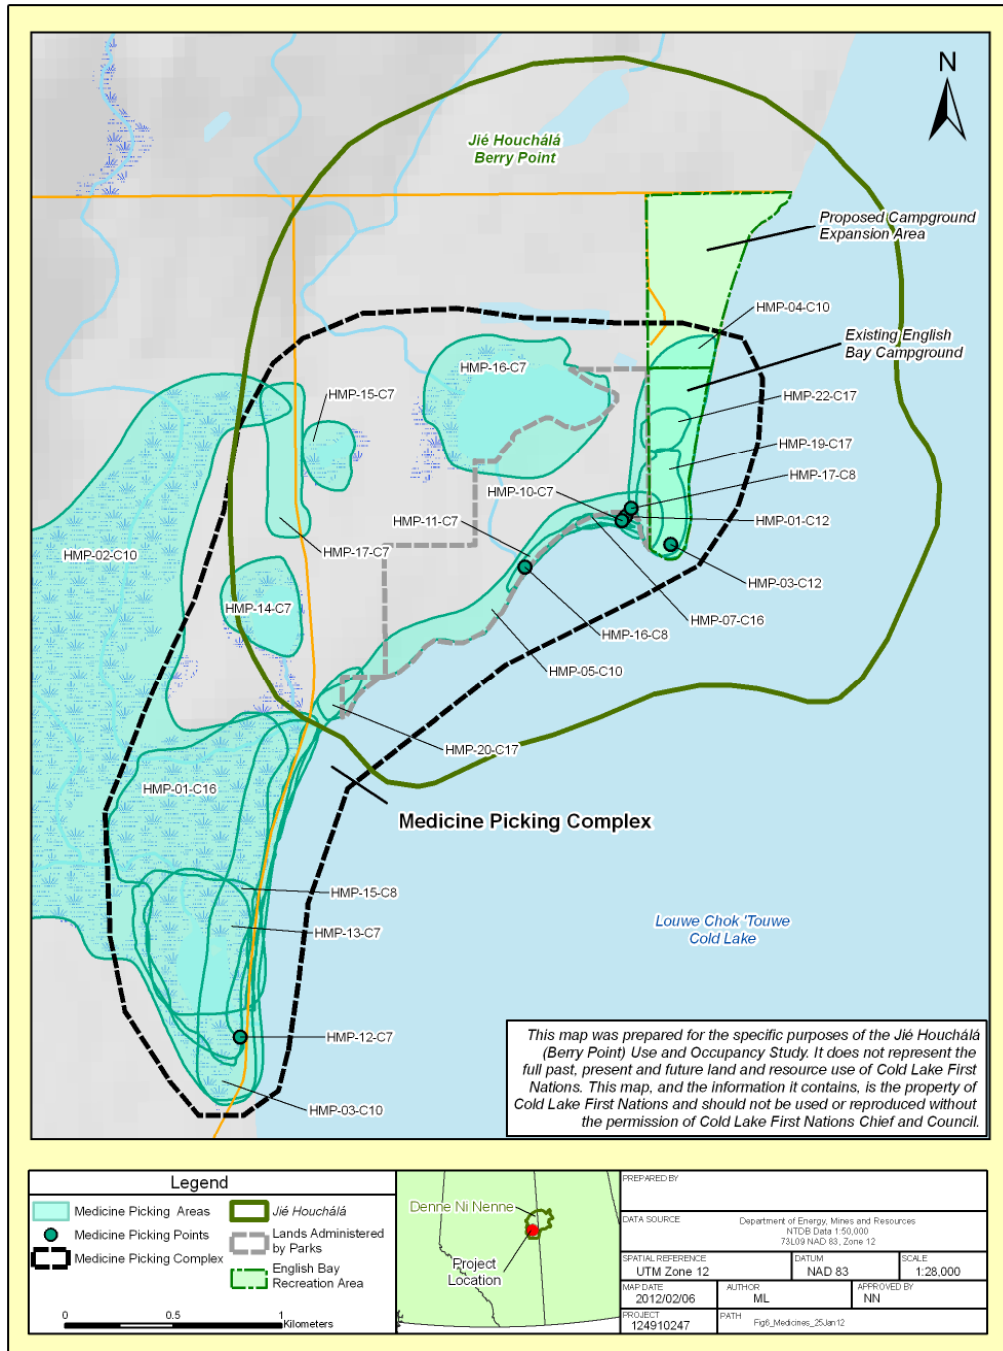 N
Jié Houchálá
Berry Point
Proposed Campground
Expansion Area
HMP-04-C10
Existing English
Bay Campground
HMP-16-C7
HMP-15-C7
HMP-22-C17
HMP-19-C17
HMP-17-C8
HMP-10-C7
HMP-11-C7
HMP-01-C12
HMP-02-C10
HMP-17-C7
HMP-03-C12
HMP-14-C7
HMP-07-C16
HMP-16-C8
HMP-05-C10
HMP-20-C17
HMP-01-C16
Medicine Picking Complex
HMP-15-C8
HMP-13-C7
Louwe Chok 'Touwe
Cold Lake
HMP-12-C7
HMP-03-C10
This map was prepared for the specific purposes of the Jié Houchálá
(Berry Point) Use and Occupancy Study. It does not represent the
full past, present and future land and resource use of Cold Lake First
Nations. This map, and the information it contains, is the property of
Cold Lake First Nations and should not be used or reproduced without
the permission of Cold Lake First Nations Chief and Council.
Legend
Medicine Picking Areas
Medicine Picking Points
Medicine Picking Complex
Jié Houchálá
Lands Administered
by Parks
English Bay
Recreation Area
0 0.5 1
Kilometers
Denne Ni Nenne
Project
Location
PREPARED BY
DATA SOURCE
Department of Energy, Mines and Resources
NTDB Data 1:50,000
73L09 NAD 83, Zone 12
SPATIAL REFERENCE
UTM Zone 12
DATUM
NAD 83
SCALE
1:28,000
MAP DATE
2012/02/06
AUTHOR
ML
APPROVED BY
NN
PROJECT
124910247
PATH
Fig6_Medicines_25Jan12